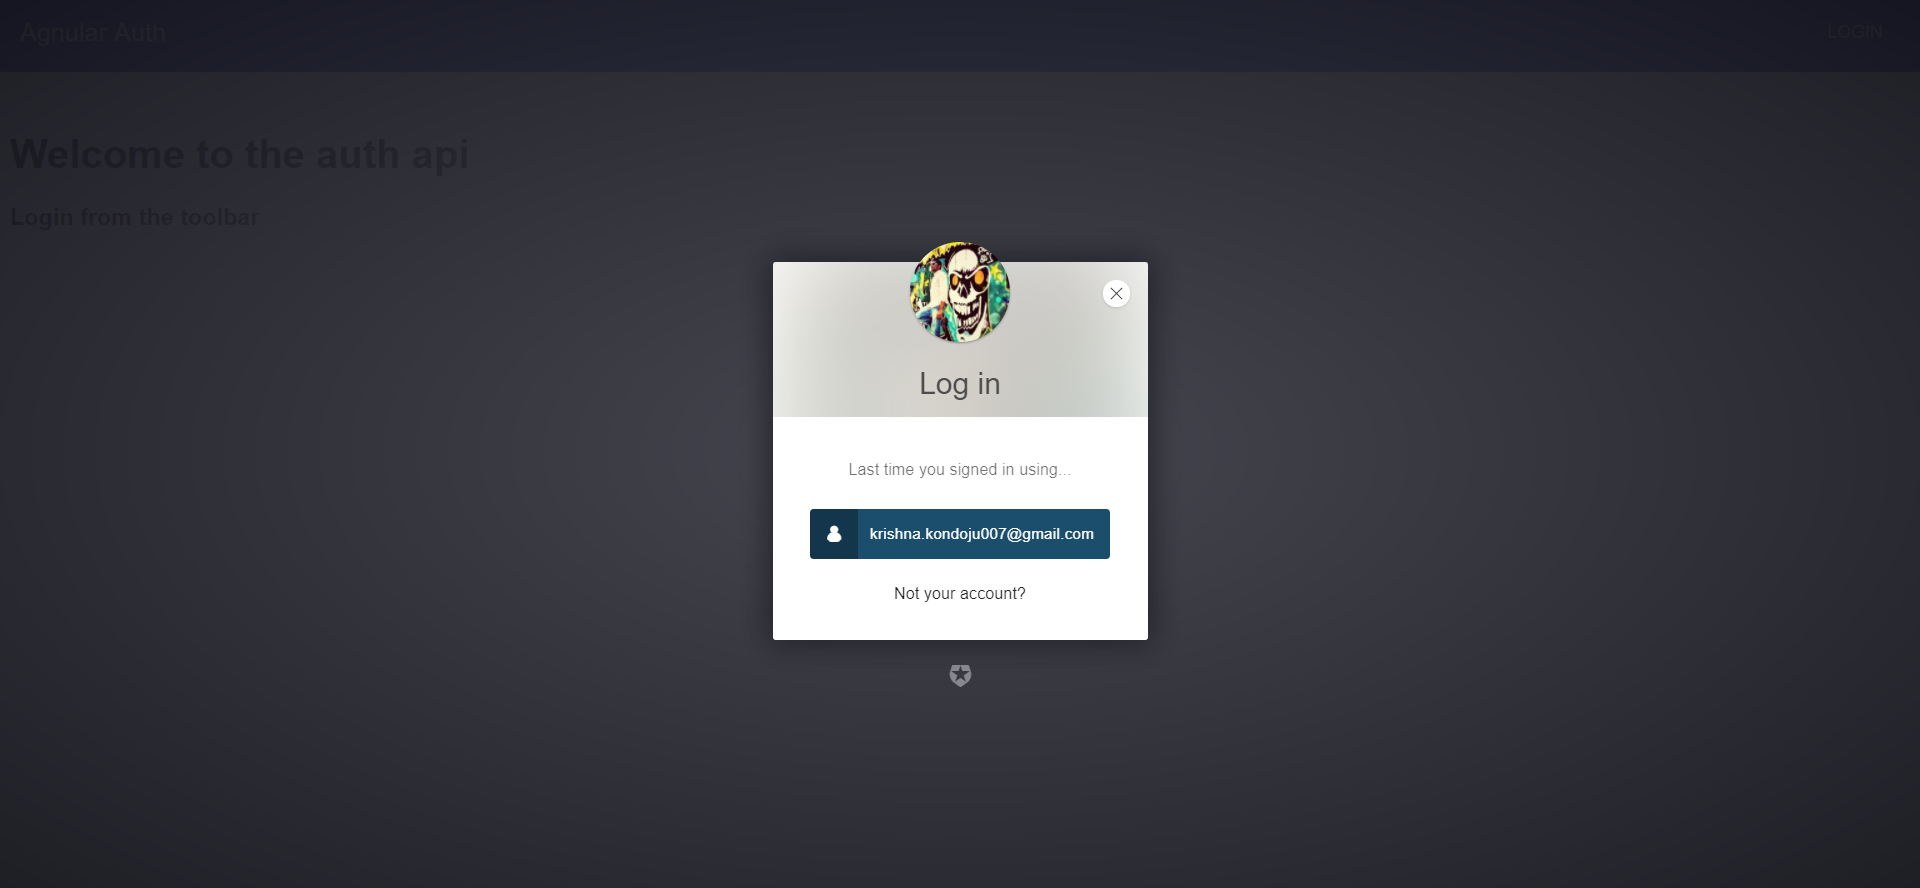 Agnular Auth
LOGIN
Welcome to the auth api
Login from the toolbar
Log in
Last time you signed in using...
krishna.kondoju007@gmail.com
Not your account?